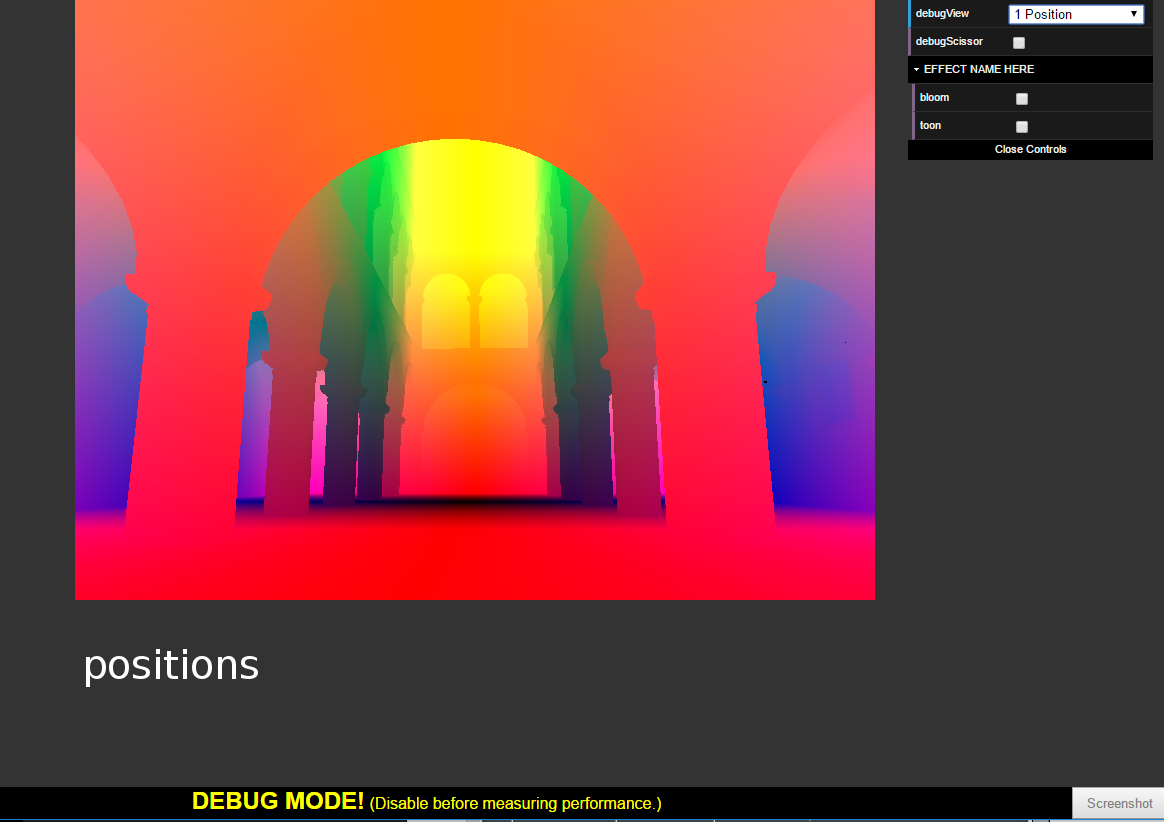 debugView
1 Position
debugScissor
EFFECT NAME HERE
bloom
toon
Close Controls
positions
DEBUG MODE! (Disable before measuring performance.)
Screenshot